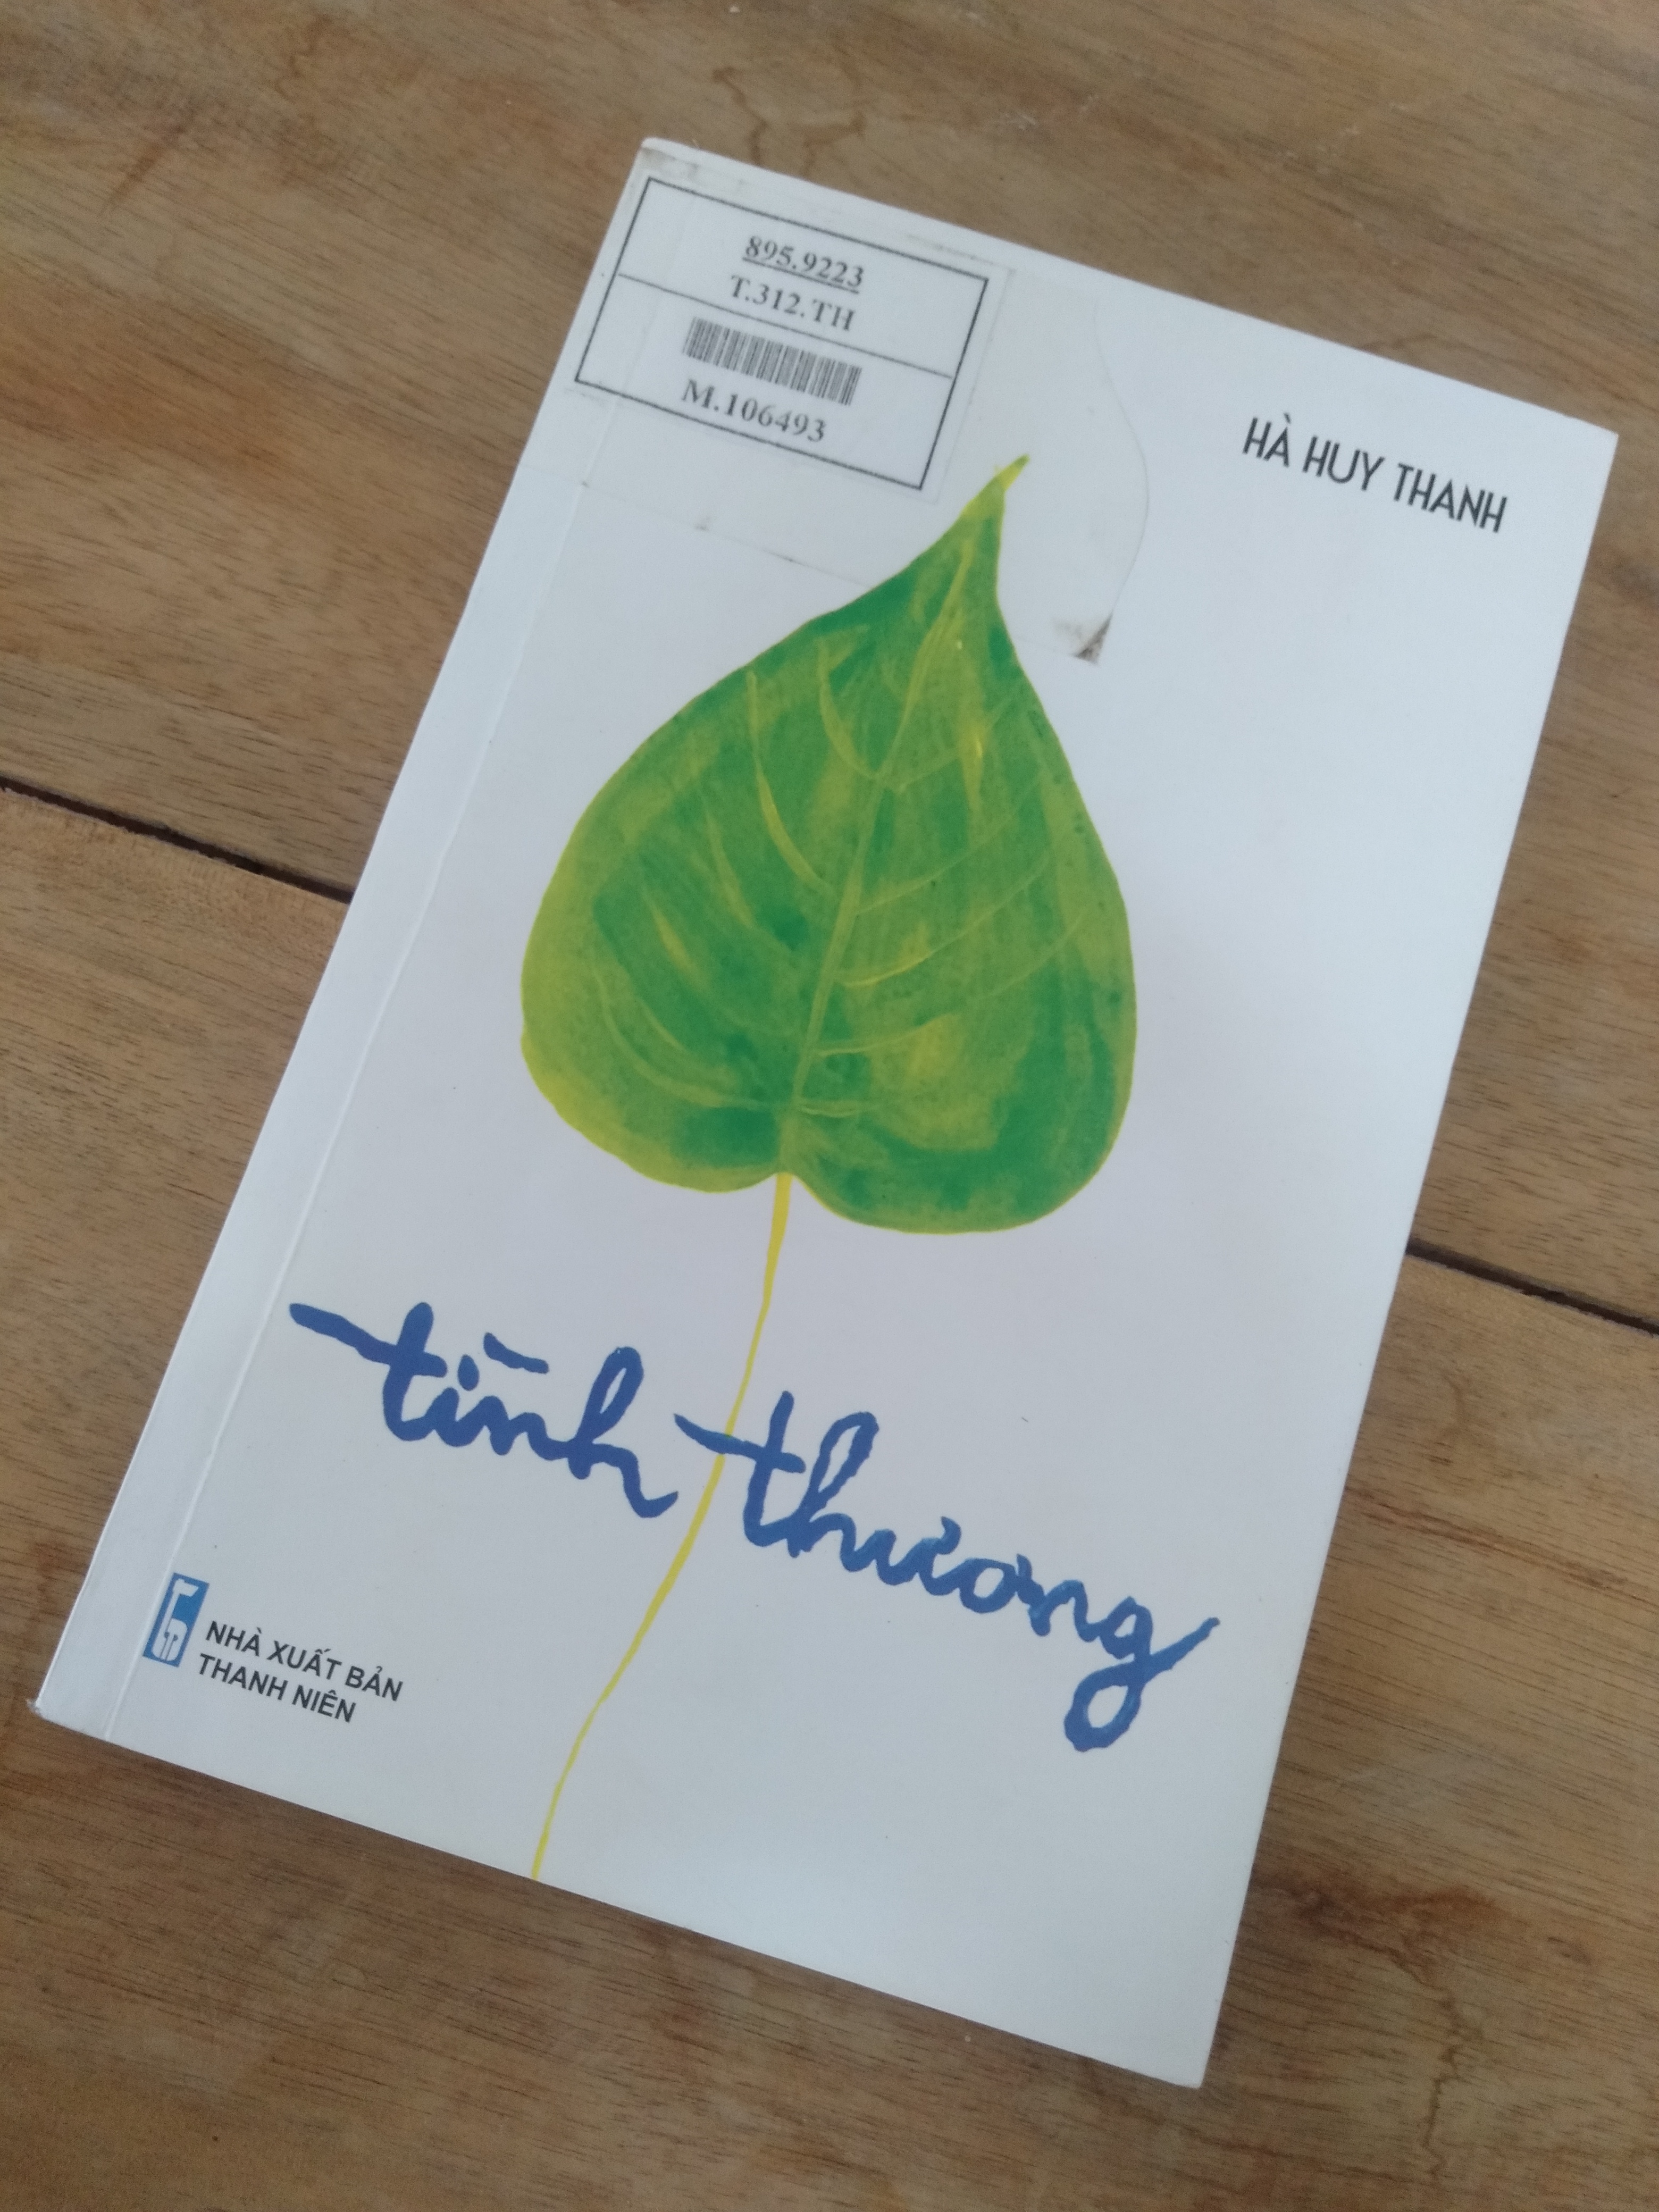 895.9223
T.312.TH
M.106493
HÀ HUY THANH
tình thương
NHÀ XUẤT BẢN
THANH NIÊN